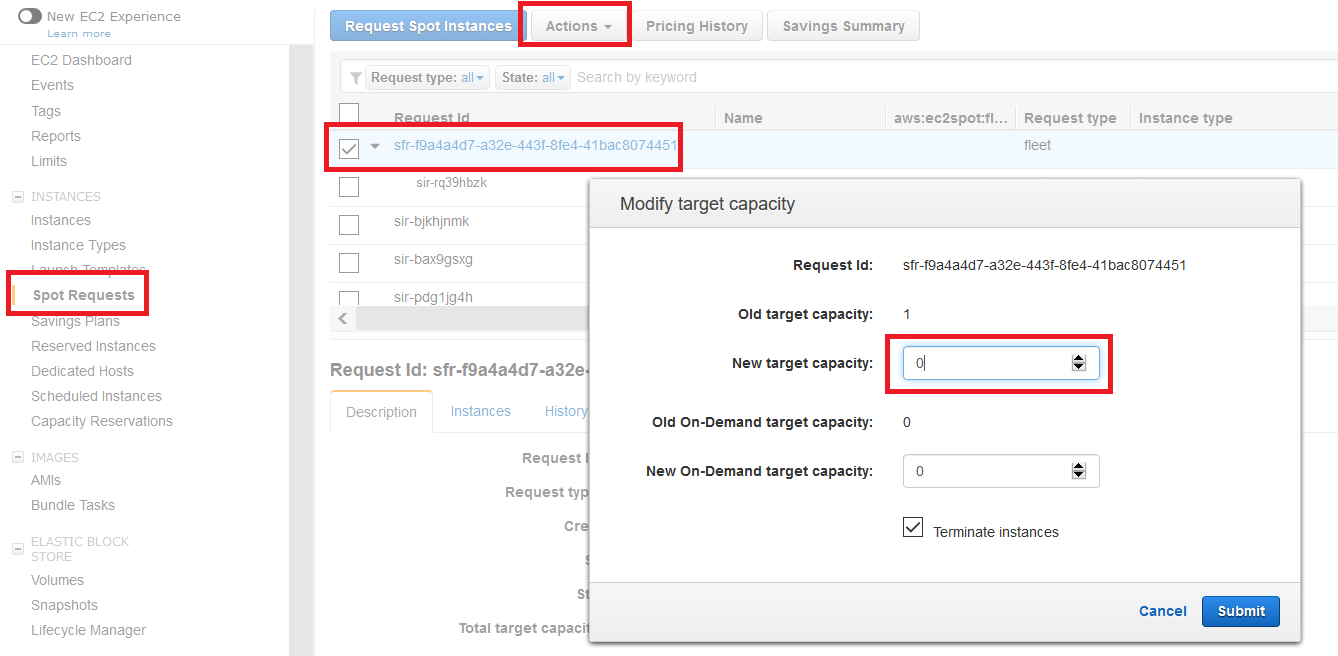 New EC2 Experience
Learn more
EC2 Dashboard
Events
Tags
Reports
Limits
INSTANCES
Instances
Instance Types
Launch Templates
Spot Requests
Savings Plans
Reserved Instances
Dedicated Hosts
Scheduled Instances
Capacity Reservations
IMAGES
AMIs
Bundle Tasks
ELASTIC BLOCK
STORE
Volumes
Snapshots
Lifecycle Manager
Request Spot Instances Actions Pricing History Savings Summary
Request type: all State: all Search by keyword
Request Id Name aws:ec2spot:fl... Request type Instance type
sfr-f9a4a4d7-a32e-443f-8fe4-41bac8074451 fleet
sir-rq39hbzk
sir-bjkhjnmk
sir-bax9gsxg
sir-pdg1jg4h
Request Id: sfr-f9a4a4d7-a32e-
Description Instances History
Request I
Request typ
Cre
S
St
Total target capacit
Modify target capacity
Request Id: sfr-f9a4a4d7-a32e-443f-8fe4-41bac8074451
Old target capacity: 1
New target capacity: 0
Old On-Demand target capacity: 0
New On-Demand target capacity: 0
Terminate instances
Cancel Submit